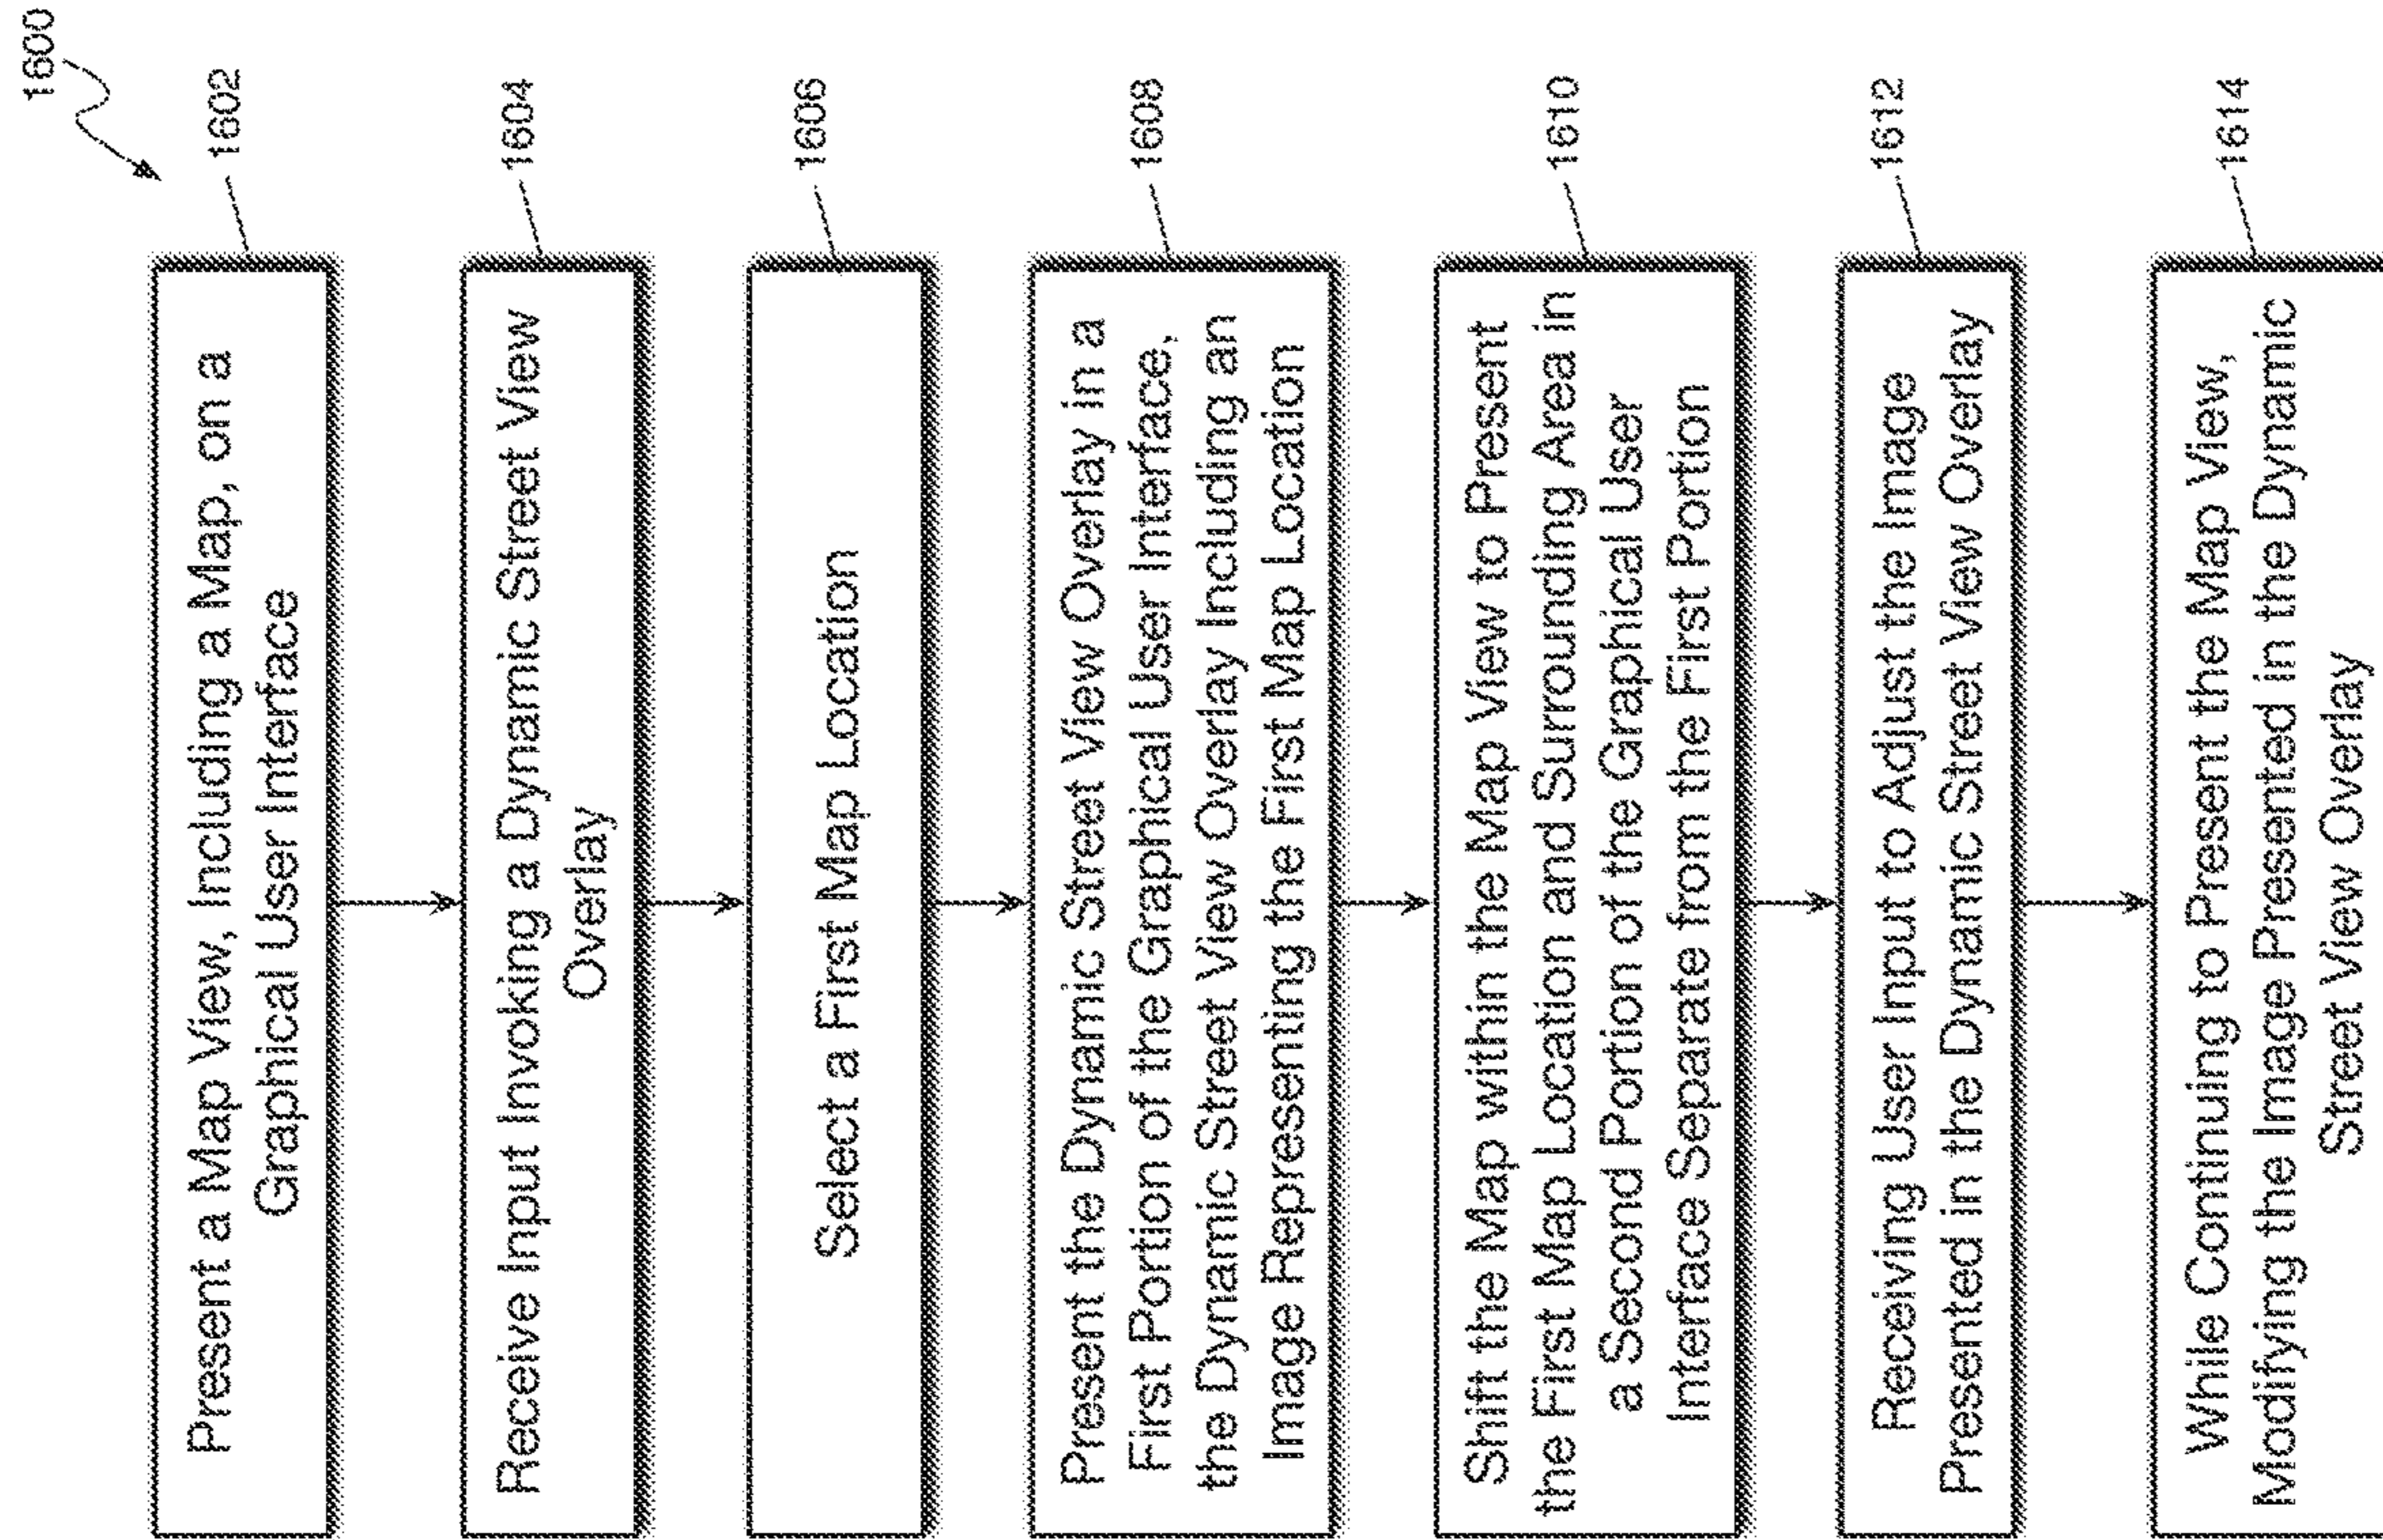 1600
Present a Map View, Including a Map, on a
Graphical User Interface
1602
Receive Input Invoking a Dynamic Street View
Overlay
1604
Select a First Map Location
1606
Present the Dynamic Street View Overlay in a
First Portion of the Graphical User Interface,
the Dynamic Street View Overlay Including an
Image Representing the First Map Location
1608
Shift the Map within the Map View to Present
the First Map Location and Surrounding Area in
a Second Portion of the Graphical User
Interface Separate from the First Portion
1610
Receiving User Input to Adjust the Image
Presented in the Dynamic Street View Overlay
1612
While Continuing to Present the Map View,
Modifying the Image Presented in the Dynamic
Street View Overlay
1614